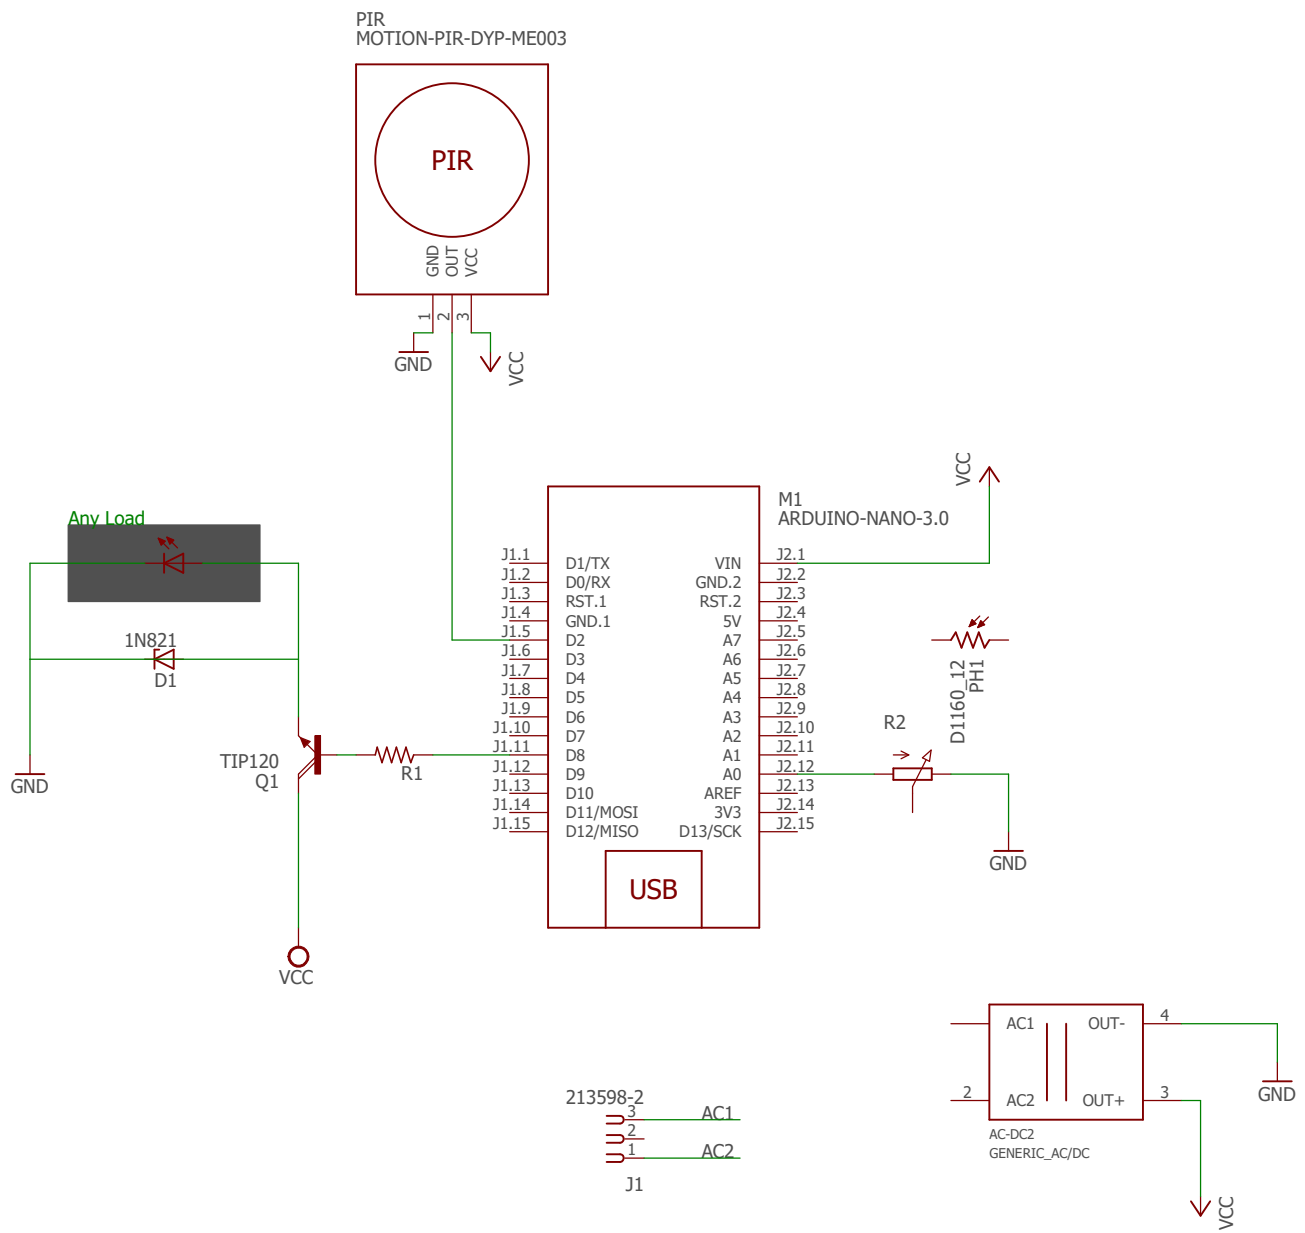 PIR
MOTION-PIR-DYP-ME003
PIR
GND
OUT
VCC
1
2
3
GND
VCC
VCC
M1
ARDUINO-NANO-3.0
Any Load
1N821
D1
GND
TIP120
Q1
VCC
R1
J1.1 D1/TX VIN J2.1
J1.2 D0/RX GND.2 J2.2
J1.3 RST.1 RST.2 J2.3
J1.4 GND.1 5V J2.4
J1.5 D2 A7 J2.5
J1.6 D3 A6 J2.6
J1.7 D4 A5 J2.7
J1.8 D5 A4 J2.8
J1.9 D6 A3 J2.9
J1.10 D7 A2 J2.10
J1.11 D8 A1 J2.11
J1.12 D9 A0 J2.12
J1.13 D10 AREF J2.13
J1.14 D11/MOSI 3V3 J2.14
J1.15 D12/MISO D13/SCK J2.15
USB
D1160_12
PH1
R2
GND
213598-2
3 AC1
2
1 AC2
J1
AC1 OUT- 4
2 AC2 OUT+ 3
AC-DC2
GENERIC_AC/DC
GND
VCC